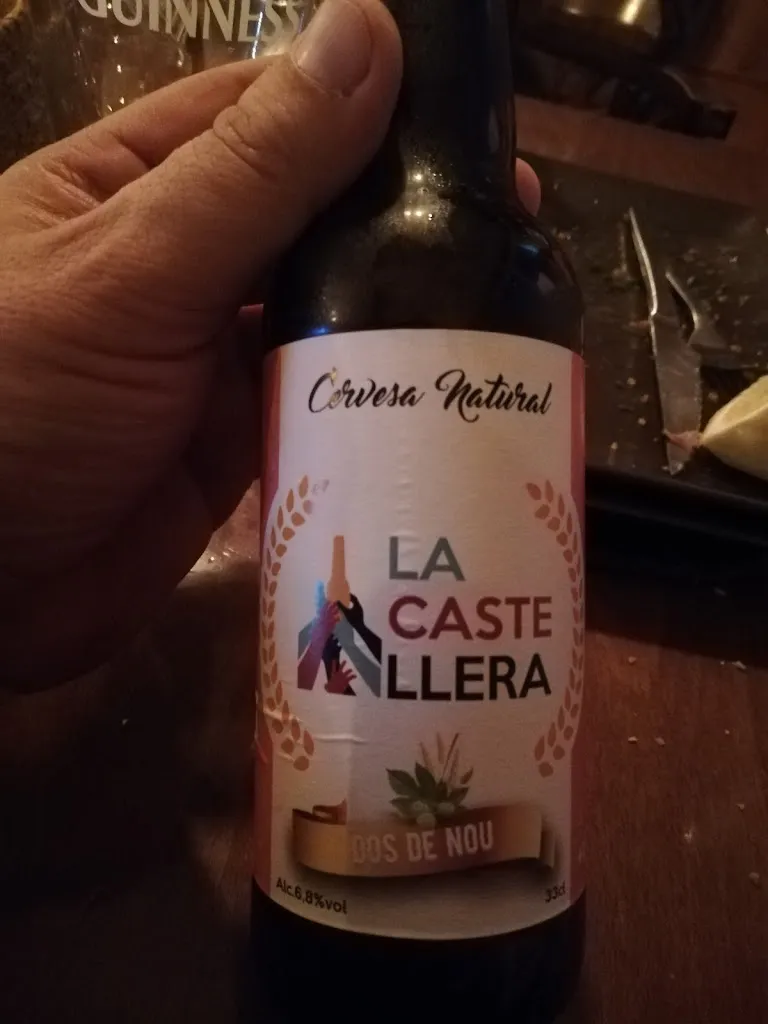 GUINNESS
Cervesa Natural
LA
CASTE
LLERA
DOS DE NOU
Alc.6,8%vol
33cl